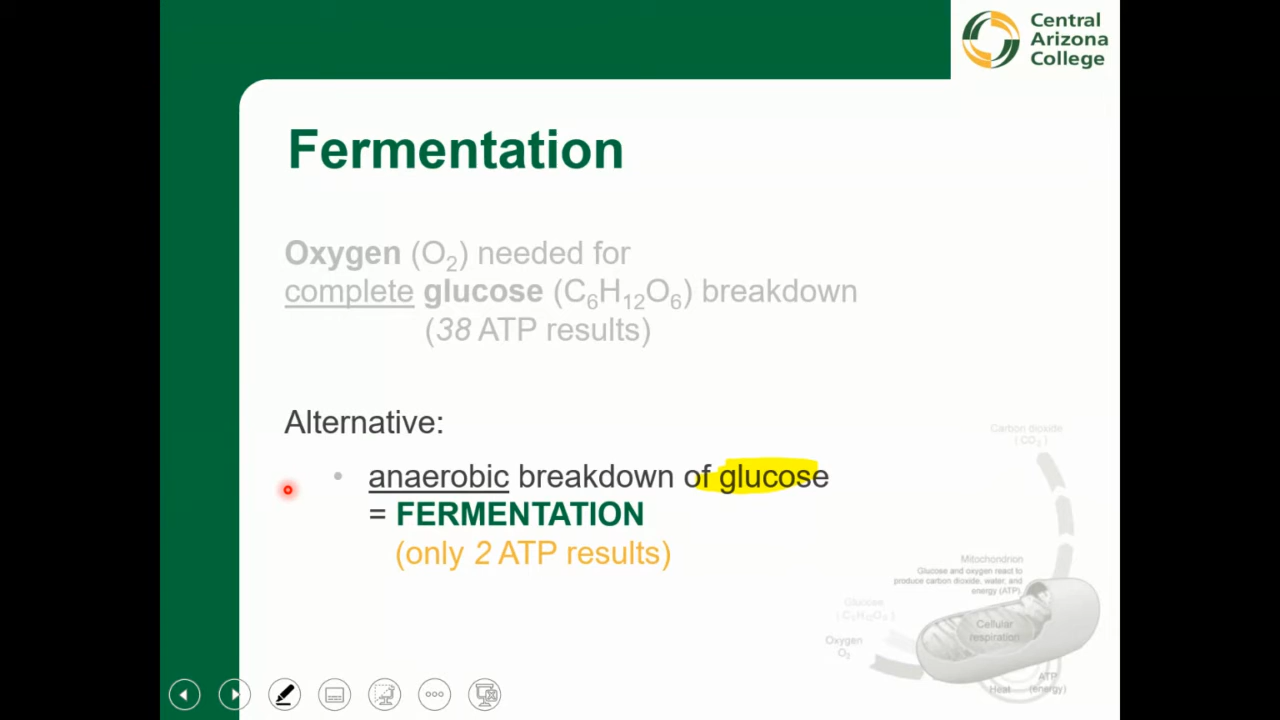 Central
Arizona
College
Fermentation
Oxygen (O₂) needed for
complete glucose (C₆H₁₂O₆) breakdown
(38 ATP results)
Alternative:
• anaerobic breakdown of glucose
= FERMENTATION
(only 2 ATP results)
Carbon dioxide
(CO₂)
Mitochondrion
Glucose and oxygen react to
produce carbon dioxide, water, and
energy (ATP)
Glucose
(C₆H₁₂O₆)
Cellular
respiration
Oxygen
O₂
Heat
ATP
(energy)